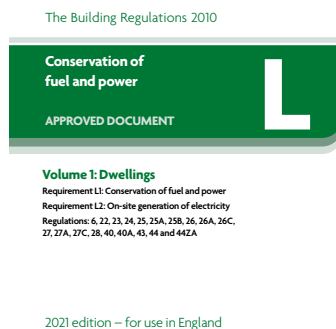 The Building Regulations 2010
Conservation of
fuel and power
APPROVED DOCUMENT
L
Volume 1: Dwellings
Requirement L1: Conservation of fuel and power
Requirement L2: On-site generation of electricity
Regulations: 6, 22, 23, 24, 25, 25A, 25B, 26, 26A, 26C,
27, 27A, 27C, 28, 40, 40A, 43, 44 and 44ZA
2021 edition – for use in England